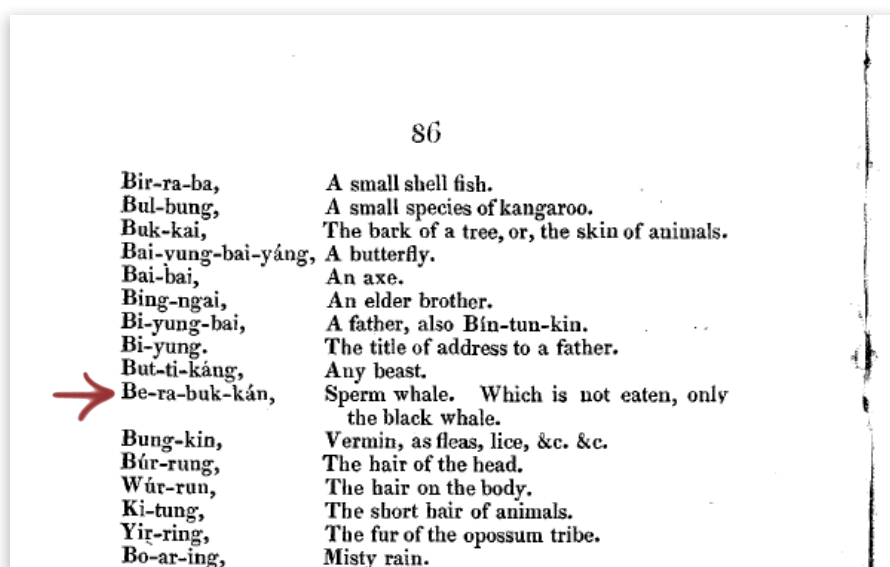 86
Bir-ra-ba, A small shell fish.
Bul-bung, A small species of kangaroo.
Buk-kai, The bark of a tree, or, the skin of animals.
Bai-yung-bai-yáng, A butterfly.
Bai-bai, An axe.
Bing-ngai, An elder brother.
Bi-yung-bai, A father, also Bín-tun-kin.
Bi-yung. The title of address to a father.
But-ti-káng, Any beast.
Be-ra-buk-kán, Sperm whale. Which is not eaten, only
the black whale.
Bung-kin, Vermin, as fleas, lice, &c. &c.
Búr-rung, The hair of the head.
Wúr-run, The hair on the body.
Ki-tung, The short hair of animals.
Yir-ring, The fur of the opossum tribe.
Bo-ar-ing, Misty rain.